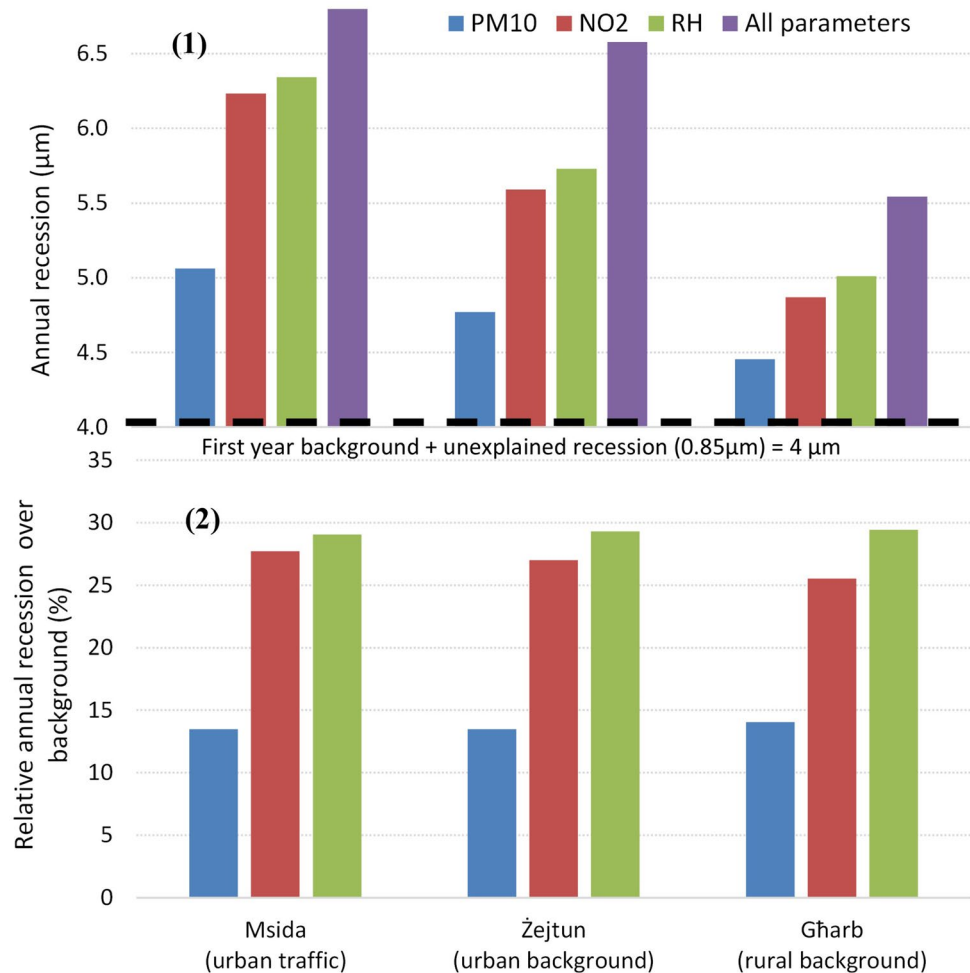 PM10 NO2 RH All parameters
(1)
Annual recession (µm)
6.5
6.0
5.5
5.0
4.5
4.0
First year background + unexplained recession (0.85µm) = 4 µm
(2)
Relative annual recession over
background (%)
35
30
25
20
15
10
5
0
Msida
(urban traffic)
Żejtun
(urban background)
Għarb
(rural background)